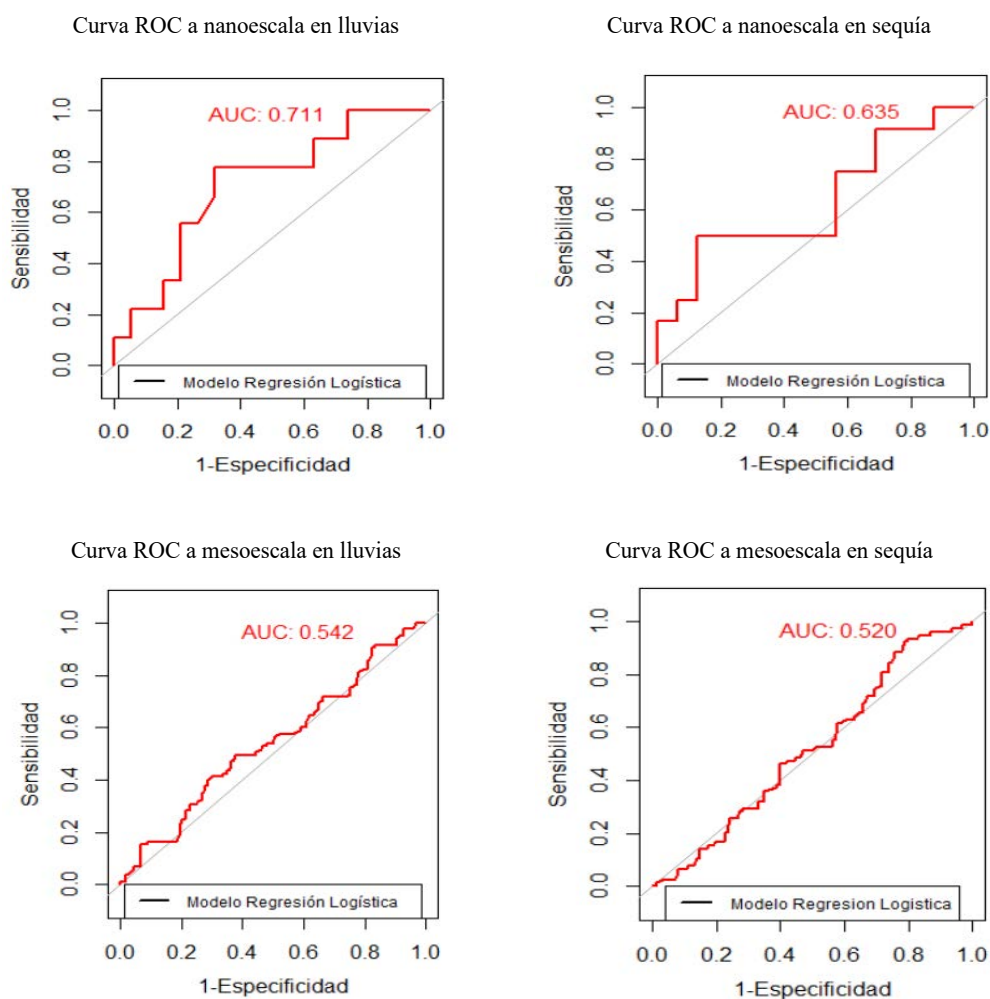 Curva ROC a nanoescala en lluvias
Curva ROC a nanoescala en sequía
AUC: 0.711
Sensibilidad
0.0 0.2 0.4 0.6 0.8 1.0
Modelo Regresión Logística
0.0 0.2 0.4 0.6 0.8 1.0
1-Especificidad
AUC: 0.635
Sensibilidad
0.0 0.2 0.4 0.6 0.8 1.0
Modelo Regresión Logística
0.0 0.2 0.4 0.6 0.8 1.0
1-Especificidad
Curva ROC a mesoescala en lluvias
Curva ROC a mesoescala en sequía
AUC: 0.542
Sensibilidad
0.0 0.2 0.4 0.6 0.8 1.0
Modelo Regresión Logística
0.0 0.2 0.4 0.6 0.8 1.0
1-Especificidad
AUC: 0.520
Sensibilidad
0.0 0.2 0.4 0.6 0.8 1.0
Modelo Regresion Logistica
0.0 0.2 0.4 0.6 0.8 1.0
1-Especificidad